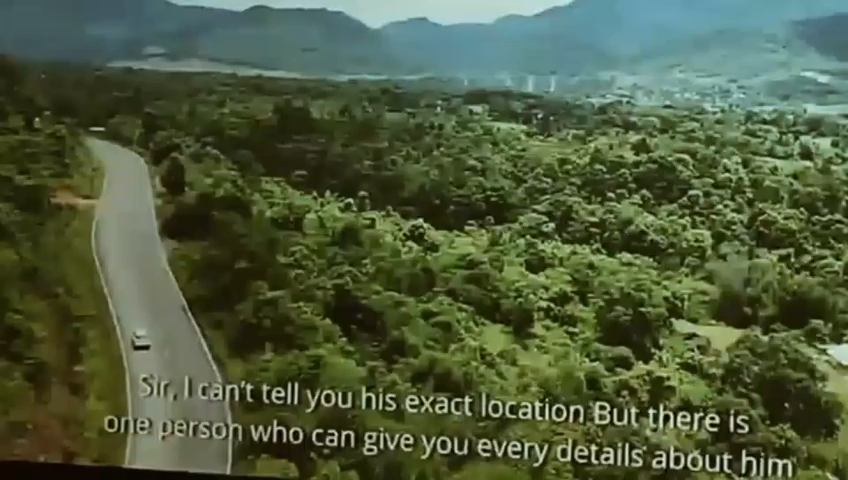 Sir, I can't tell you his exact location But there is
one person who can give you every details about him